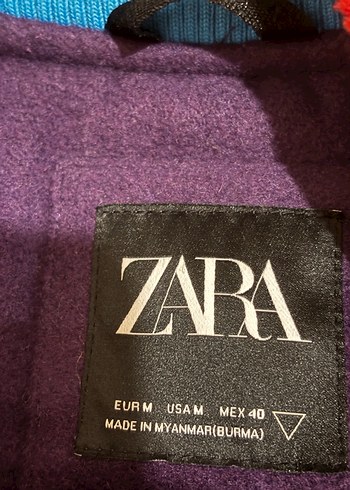 ZARA
EUR M USA M MEX 40
MADE IN MYANMAR(BURMA)